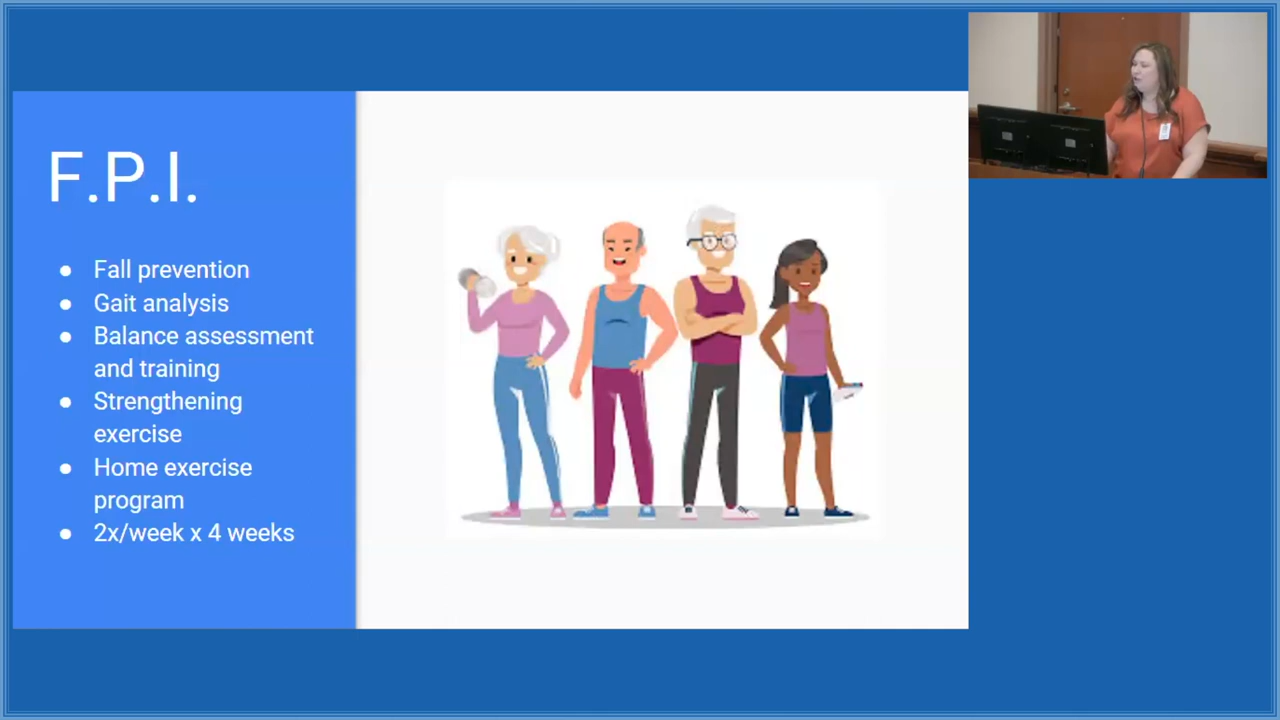 F.P.I.
● Fall prevention
● Gait analysis
● Balance assessment
and training
● Strengthening
exercise
● Home exercise
program
● 2x/week x 4 weeks